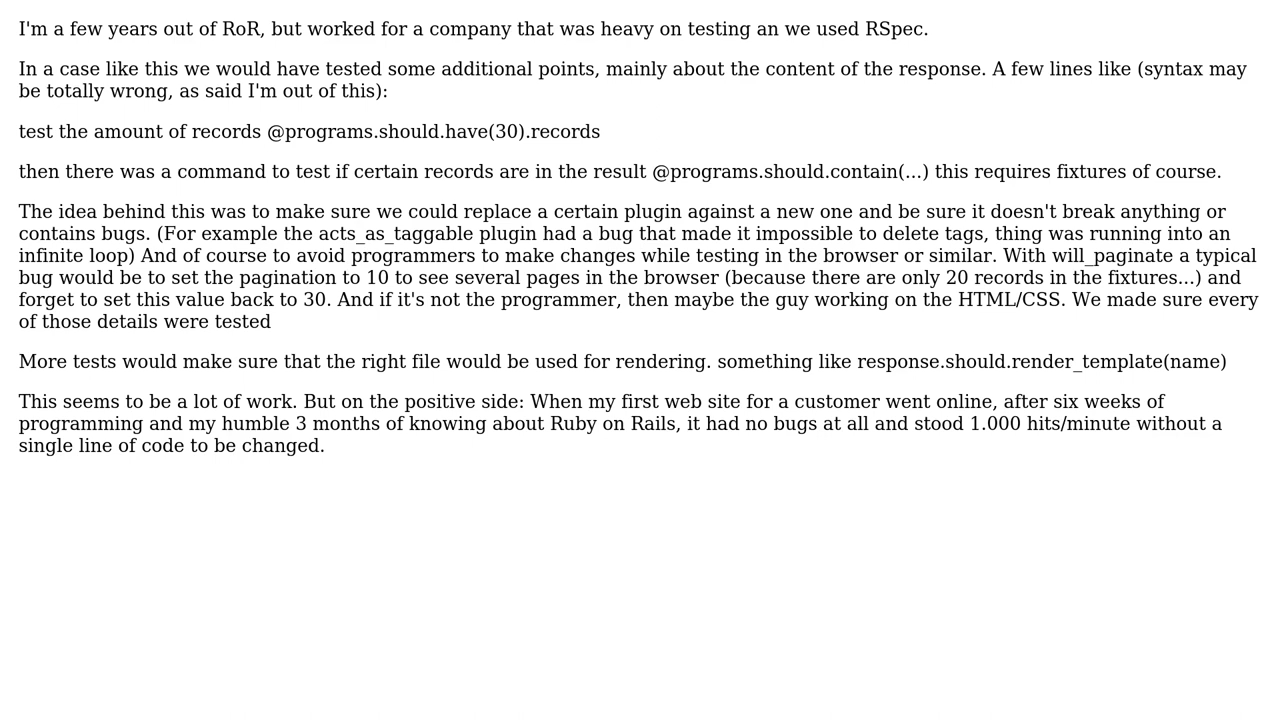 I'm a few years out of RoR, but worked for a company that was heavy on testing an we used RSpec.
In a case like this we would have tested some additional points, mainly about the content of the response. A few lines like (syntax may
be totally wrong, as said I'm out of this):
test the amount of records @programs.should.have(30).records
then there was a command to test if certain records are in the result @programs.should.contain(...) this requires fixtures of course.
The idea behind this was to make sure we could replace a certain plugin against a new one and be sure it doesn't break anything or
contains bugs. (For example the acts_as_taggable plugin had a bug that made it impossible to delete tags, thing was running into an
infinite loop) And of course to avoid programmers to make changes while testing in the browser or similar. With will_paginate a typical
bug would be to set the pagination to 10 to see several pages in the browser (because there are only 20 records in the fixtures...) and
forget to set this value back to 30. And if it's not the programmer, then maybe the guy working on the HTML/CSS. We made sure every
of those details were tested
More tests would make sure that the right file would be used for rendering. something like response.should.render_template(name)
This seems to be a lot of work. But on the positive side: When my first web site for a customer went online, after six weeks of
programming and my humble 3 months of knowing about Ruby on Rails, it had no bugs at all and stood 1.000 hits/minute without a
single line of code to be changed.